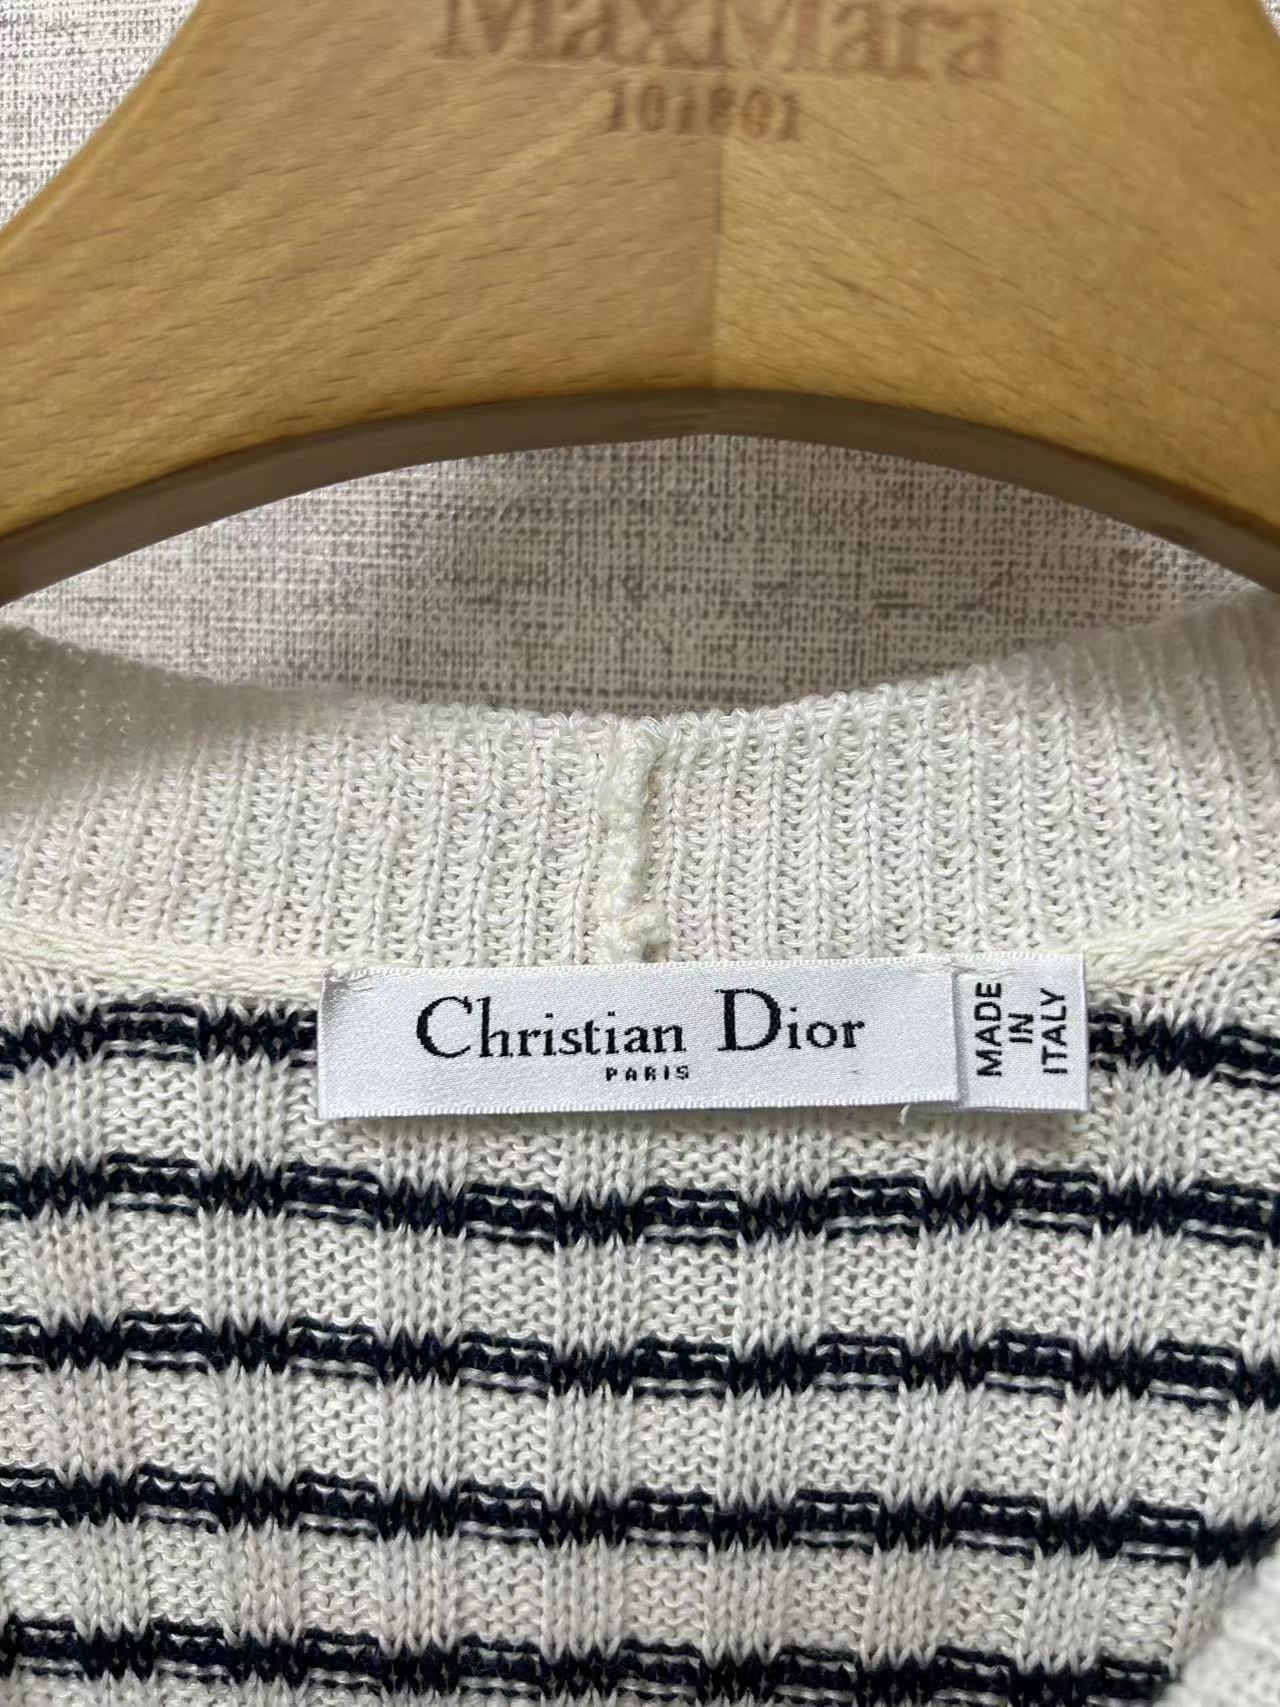 MaxMara
101801
Christian Dior
PARIS
MADE
IN
ITALY